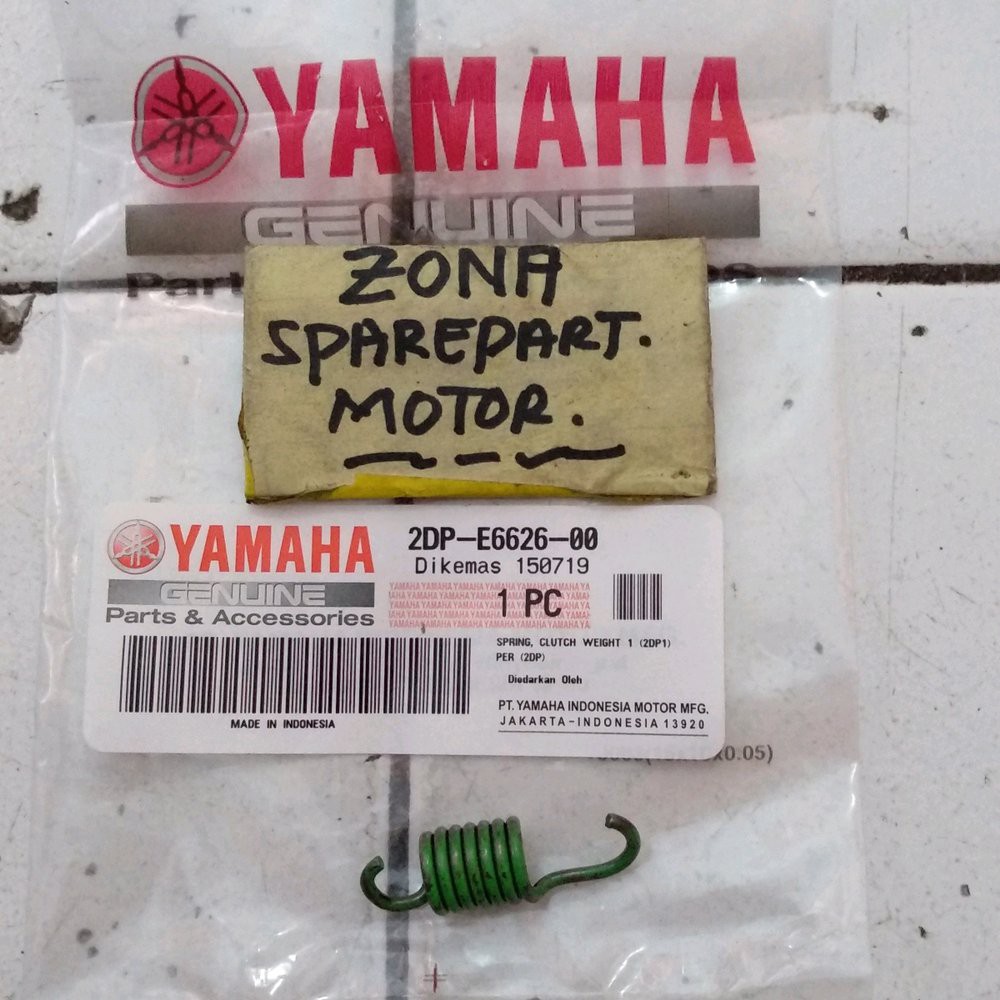 YAMAHA
GENUINE
ZONA
SPAREPART.
MOTOR.
YAMAHA
GENUINE
Parts & Accessories
2DP-E6626-00
Dikemas 150719
1 PC
SPRING, CLUTCH WEIGHT 1 (2DP1)
PER (2DP)
Diedarkan Oleh
PT. YAMAHA INDONESIA MOTOR MFG.
JAKARTA-INDONESIA 13920
MADE IN INDONESIA